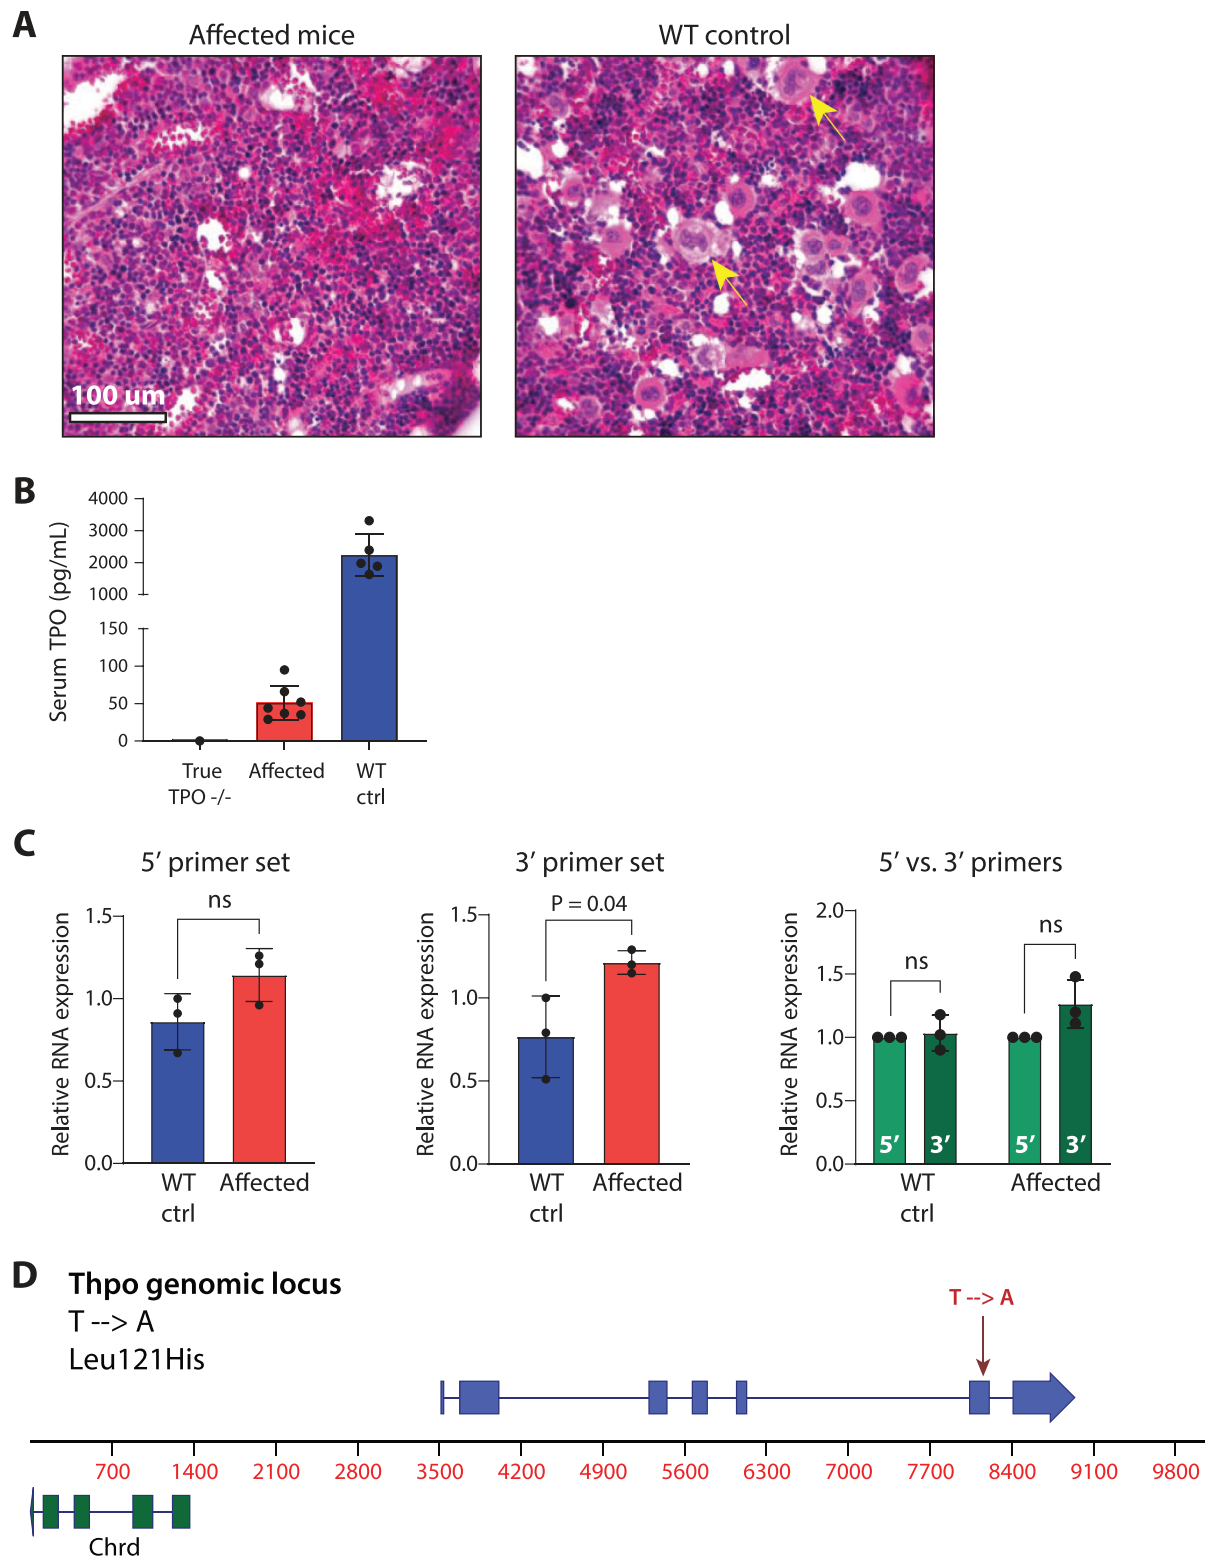 A
Affected mice
WT control
100 um
B
Serum TPO (pg/mL)
4000
3000
2000
1000
150
100
50
0
True
TPO -/-
Affected
WT
ctrl
C
5′ primer set
Relative RNA expression
1.5
1.0
0.5
0.0
ns
WT
ctrl
Affected
3′ primer set
Relative RNA expression
1.5
1.0
0.5
0.0
P = 0.04
WT
ctrl
Affected
5′ vs. 3′ primers
Relative RNA expression
2.0
1.5
1.0
0.5
0.0
ns
ns
5′ 3′ 5′ 3′
WT
ctrl
Affected
D
Thpo genomic locus
T --> A
Leu121His
T --> A
700 1400 2100 2800 3500 4200 4900 5600 6300 7000 7700 8400 9100 9800
Chrd